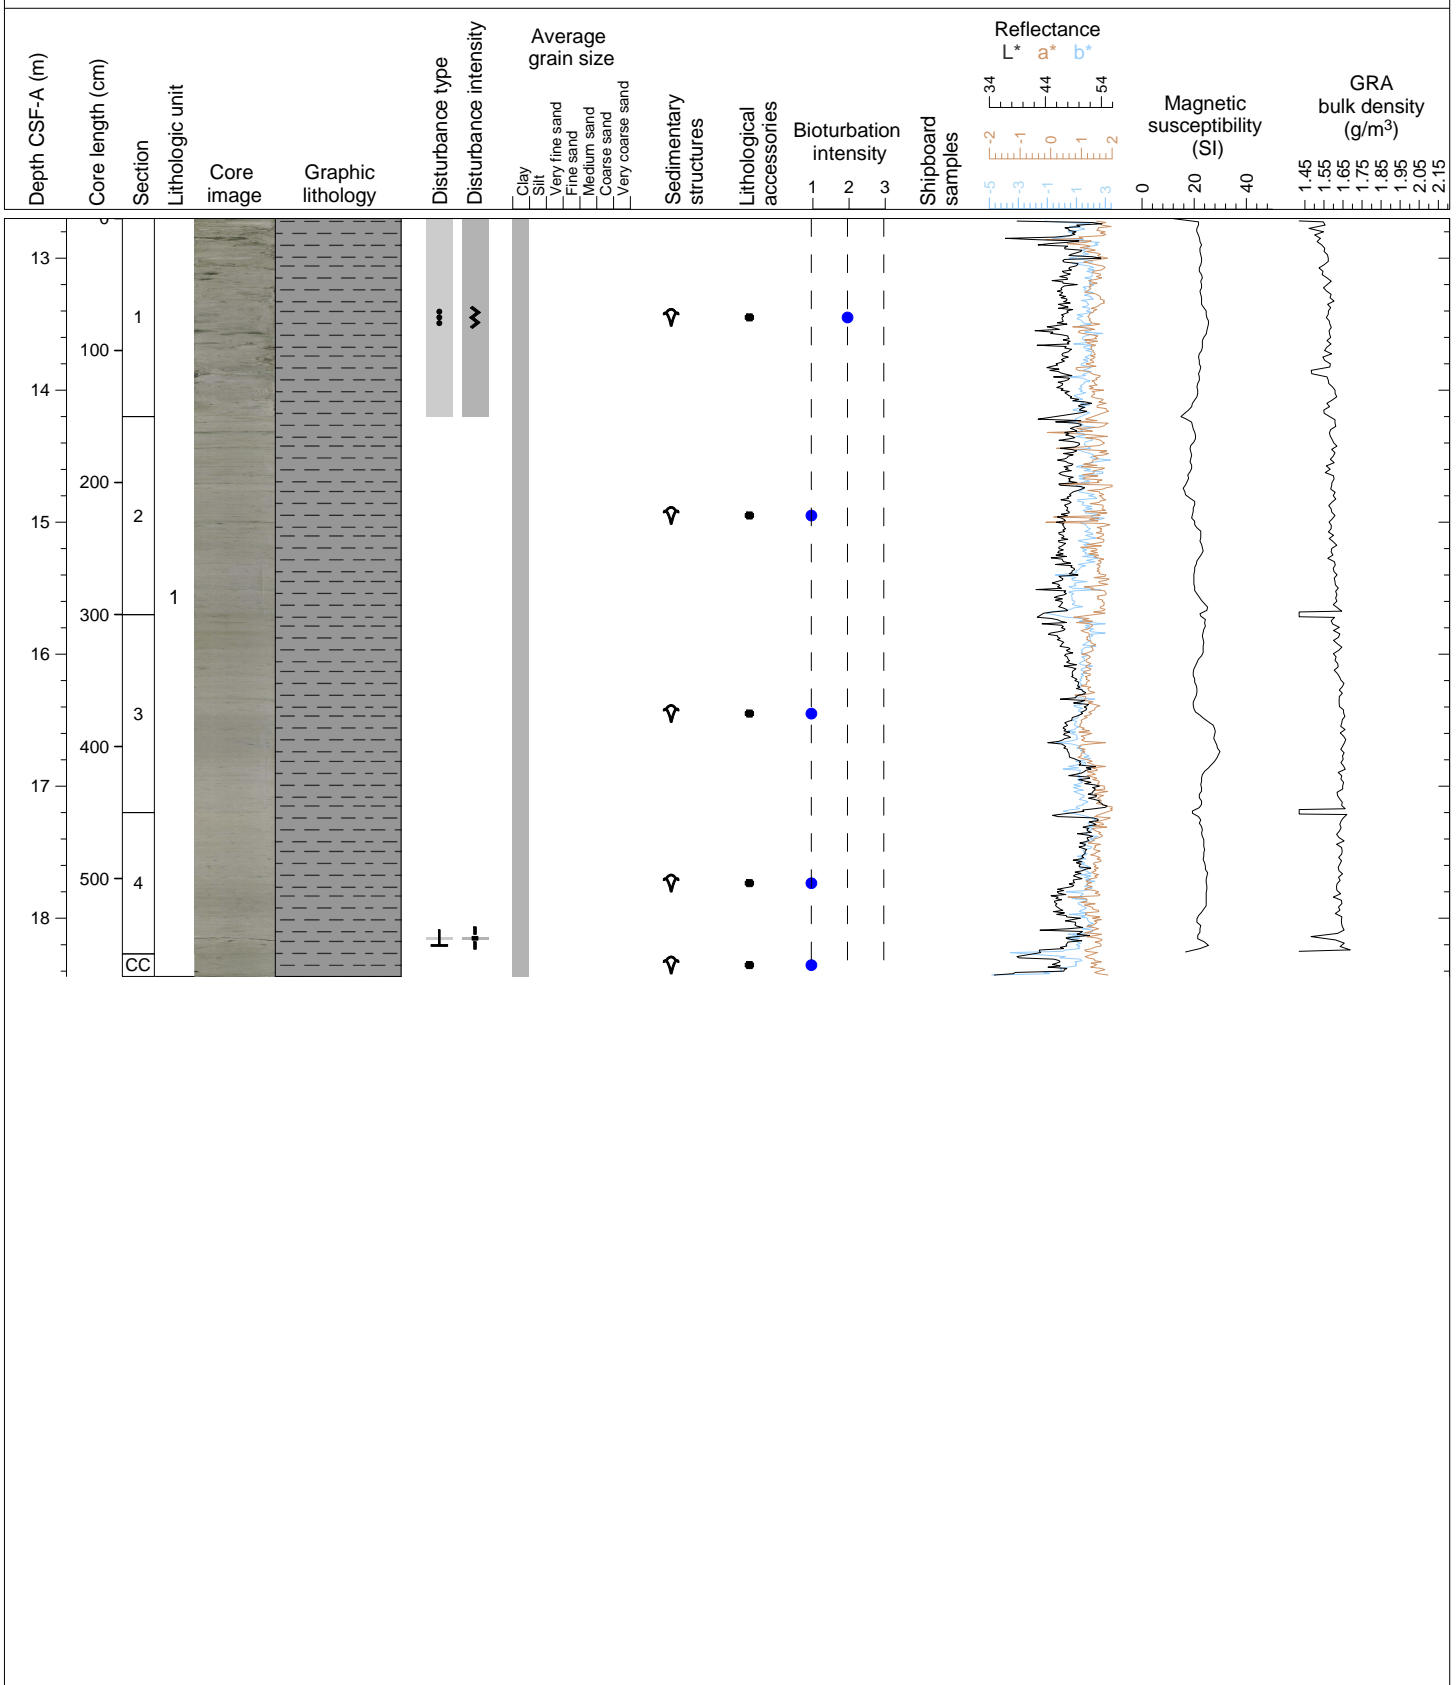 Depth CSF-A (m)
Core length (cm)
Section
Lithologic unit
Core
image
Graphic
lithology
Disturbance type
Disturbance intensity
Average
grain size
Clay
Silt
Very fine sand
Fine sand
Medium sand
Coarse sand
Very coarse sand
Sedimentary
structures
Lithological
accessories
Bioturbation
intensity
1 2 3
Shipboard
samples
Reflectance
L* a* b*
34 44 54
-2 -1 0 1 2
-5 -3 -1 1 3
Magnetic
susceptibility
(SI)
0 20 40
GRA
bulk density
(g/m3)
1.45 1.55 1.65 1.75 1.85 1.95 2.05 2.15
0
13
1
100
14
200
2
15
1
300
16
3
400
17
500
4
18
CC